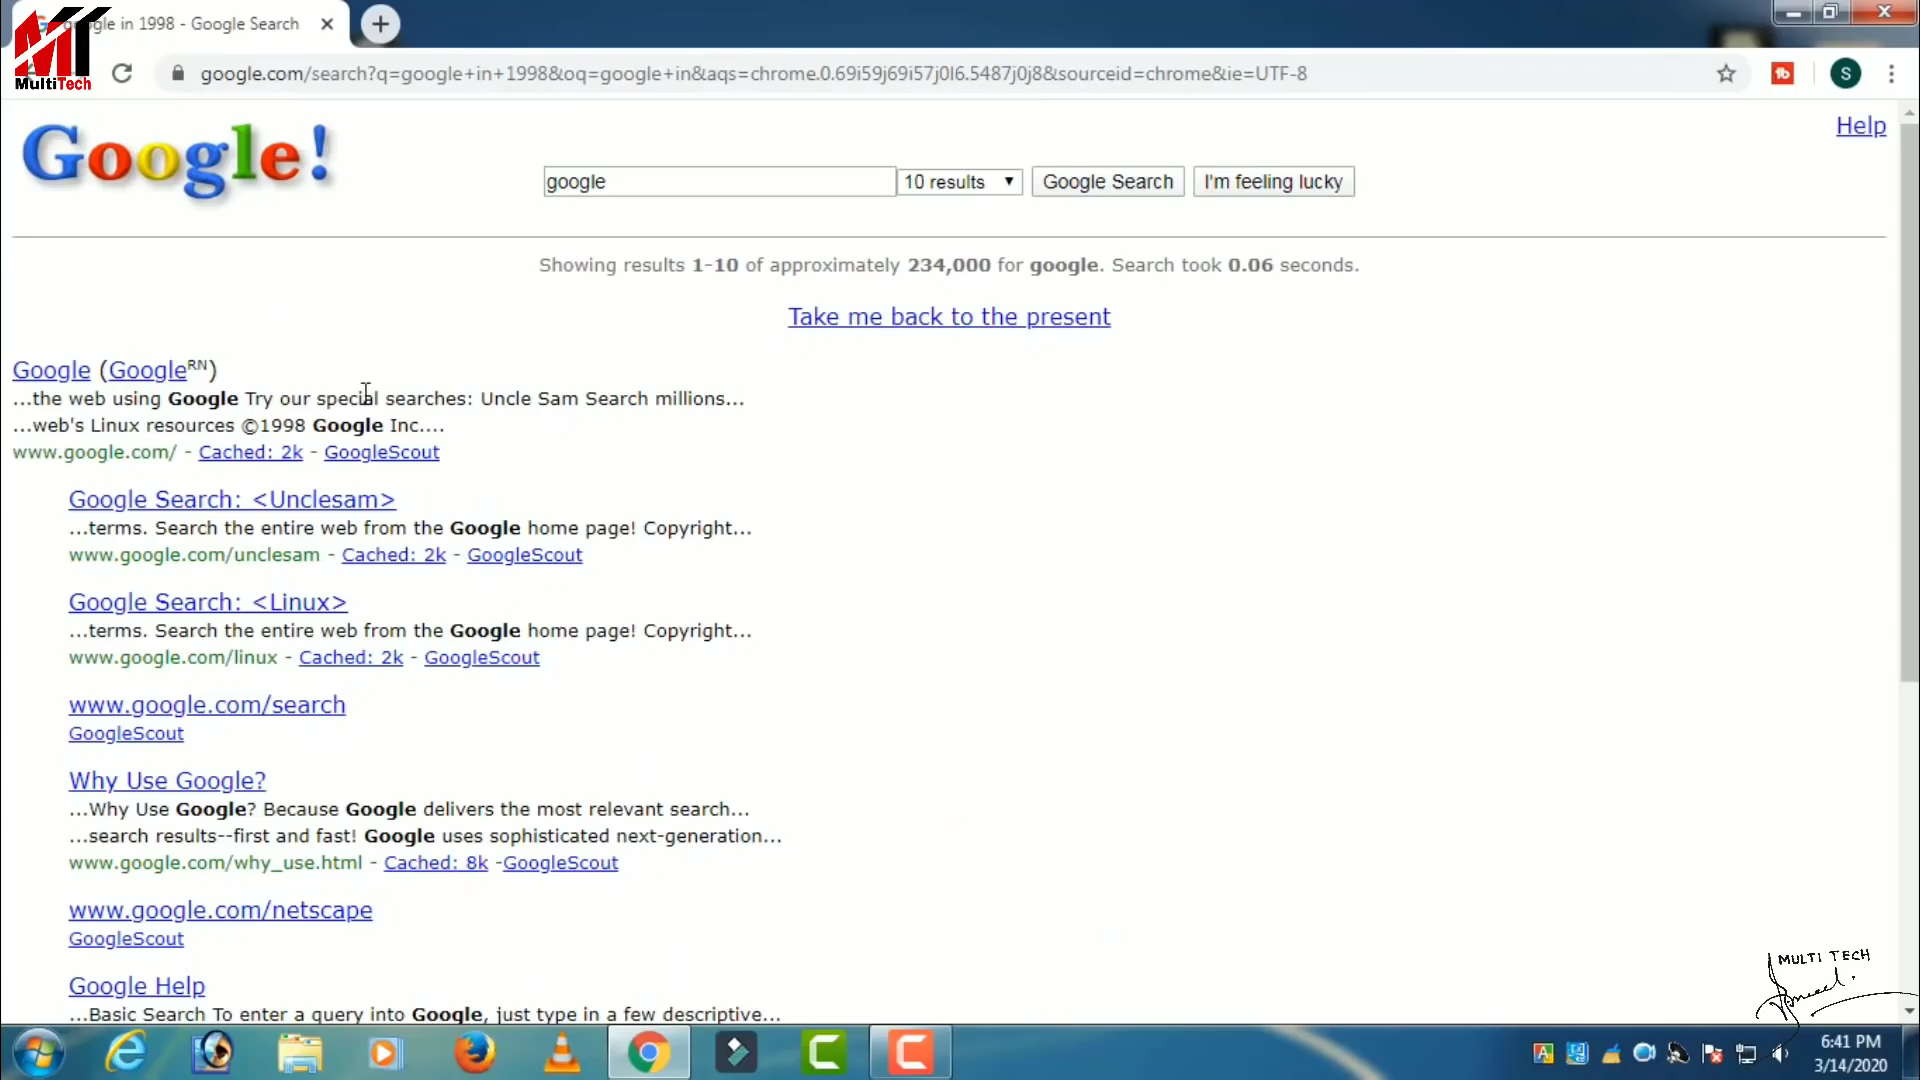 google in 1998 - Google Search
MT
MultiTech
google.com/search?q=google+in+1998&oq=google+in&aqs=chrome.0.69i59j69i57j0l6.5487j0j8&sourceid=chrome&ie=UTF-8
S
Help
Google!
google
10 results
Google Search
I'm feeling lucky
Showing results 1-10 of approximately 234,000 for google. Search took 0.06 seconds.
Take me back to the present
Google (GoogleRN)
...the web using Google Try our special searches: Uncle Sam Search millions...
...web's Linux resources ©1998 Google Inc....
www.google.com/ - Cached: 2k - GoogleScout
Google Search: <Unclesam>
...terms. Search the entire web from the Google home page! Copyright...
www.google.com/unclesam - Cached: 2k - GoogleScout
Google Search: <Linux>
...terms. Search the entire web from the Google home page! Copyright...
www.google.com/linux - Cached: 2k - GoogleScout
www.google.com/search
GoogleScout
Why Use Google?
...Why Use Google? Because Google delivers the most relevant search...
...search results--first and fast! Google uses sophisticated next-generation...
www.google.com/why_use.html - Cached: 8k -GoogleScout
www.google.com/netscape
GoogleScout
Google Help
...Basic Search To enter a query into Google, just type in a few descriptive...
MULTI TECH
6:41 PM
3/14/2020